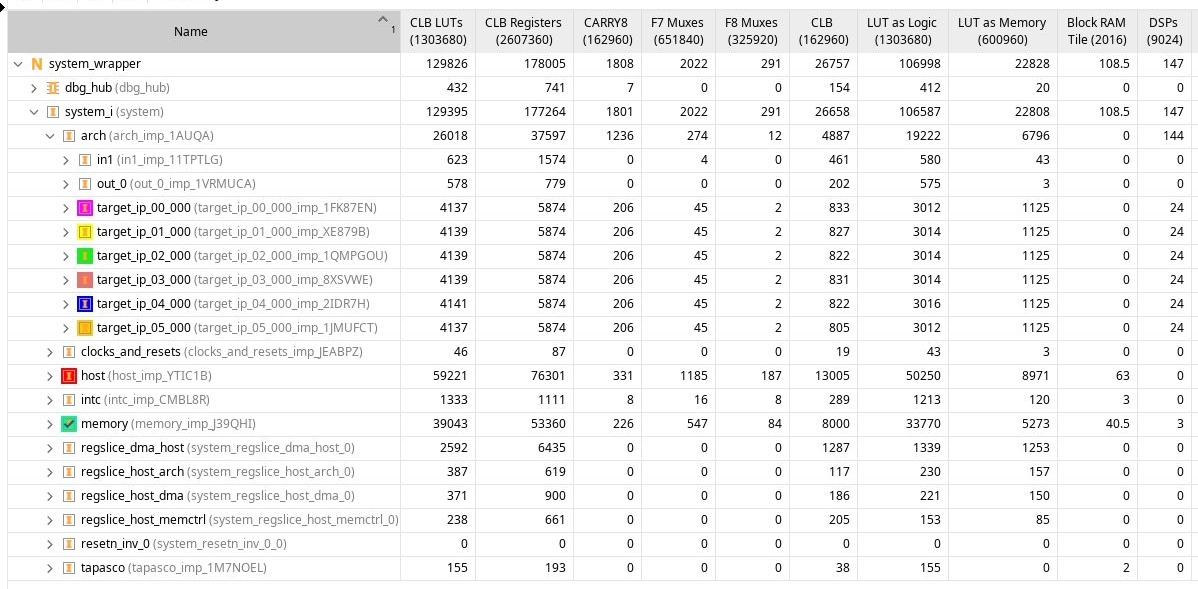 Name 1 CLB LUTs (1303680) CLB Registers (2607360) CARRY8 (162960) F7 Muxes (651840) F8 Muxes (325920) CLB (162960) LUT as Logic (1303680) LUT as Memory (600960) Block RAM Tile (2016) DSPs (9024)
N system_wrapper 129826 178005 1808 2022 291 26757 106998 22828 108.5 147
dbg_hub (dbg_hub) 432 741 7 0 0 154 412 20 0 0
system_i (system) 129395 177264 1801 2022 291 26658 106587 22808 108.5 147
arch (arch_imp_1AUQA) 26018 37597 1236 274 12 4887 19222 6796 0 144
in1 (in1_imp_11TPTLG) 623 1574 0 4 0 461 580 43 0 0
out_0 (out_0_imp_1VRMUCA) 578 779 0 0 0 202 575 3 0 0
target_ip_00_000 (target_ip_00_000_imp_1FK87EN) 4137 5874 206 45 2 833 3012 1125 0 24
target_ip_01_000 (target_ip_01_000_imp_XE879B) 4139 5874 206 45 2 827 3014 1125 0 24
target_ip_02_000 (target_ip_02_000_imp_1QMPGOU) 4139 5874 206 45 2 822 3014 1125 0 24
target_ip_03_000 (target_ip_03_000_imp_8XSVWE) 4139 5874 206 45 2 831 3014 1125 0 24
target_ip_04_000 (target_ip_04_000_imp_2IDR7H) 4141 5874 206 45 2 822 3016 1125 0 24
target_ip_05_000 (target_ip_05_000_imp_1JMUFCT) 4137 5874 206 45 2 805 3012 1125 0 24
clocks_and_resets (clocks_and_resets_imp_JEABPZ) 46 87 0 0 0 19 43 3 0 0
host (host_imp_YTIC1B) 59221 76301 331 1185 187 13005 50250 8971 63 0
intc (intc_imp_CMBL8R) 1333 1111 8 16 8 289 1213 120 3 0
memory (memory_imp_J39QHI) 39043 53360 226 547 84 8000 33770 5273 40.5 3
regslice_dma_host (system_regslice_dma_host_0) 2592 6435 0 0 0 1287 1339 1253 0 0
regslice_host_arch (system_regslice_host_arch_0) 387 619 0 0 0 117 230 157 0 0
regslice_host_dma (system_regslice_host_dma_0) 371 900 0 0 0 186 221 150 0 0
regslice_host_memctrl (system_regslice_host_memctrl_0) 238 661 0 0 0 205 153 85 0 0
resetn_inv_0 (system_resetn_inv_0_0) 0 0 0 0 0 0 0 0 0 0
tapasco (tapasco_imp_1M7NOEL) 155 193 0 0 0 38 155 0 2 0